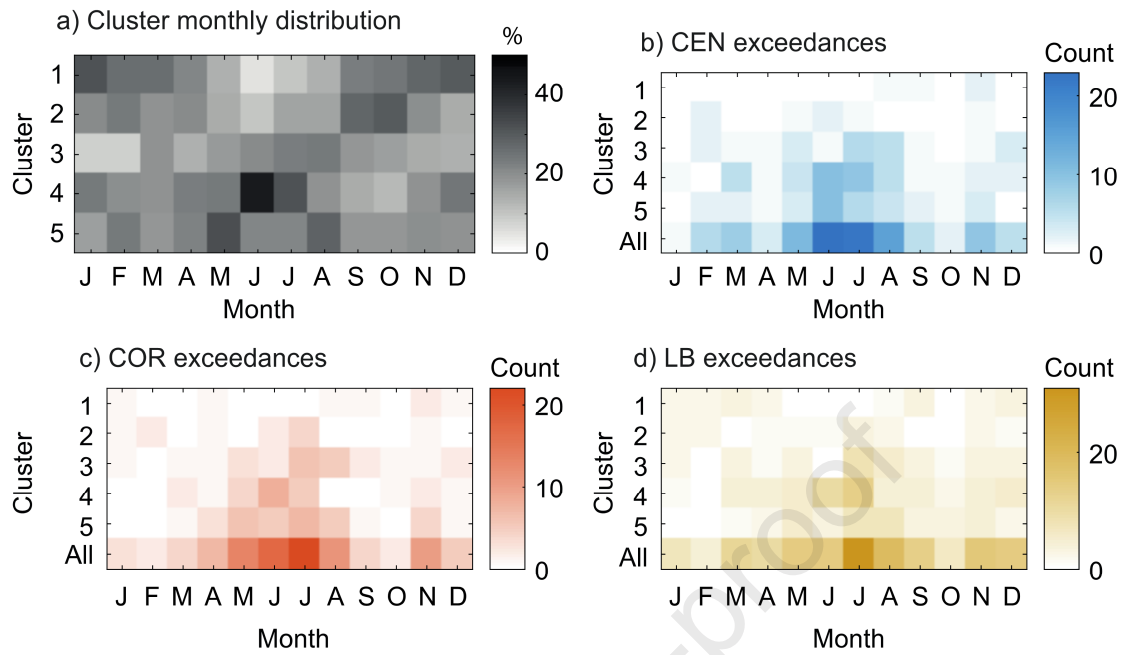 a) Cluster monthly distribution
%
40
20
0
Cluster
1
2
3
4
5
J F M A M J J A S O N D
Month
b) CEN exceedances
Count
20
10
0
Cluster
1
2
3
4
5
All
J F M A M J J A S O N D
Month
c) COR exceedances
Count
20
10
0
Cluster
1
2
3
4
5
All
J F M A M J J A S O N D
Month
d) LB exceedances
Count
20
0
Cluster
1
2
3
4
5
All
J F M A M J J A S O N D
Month